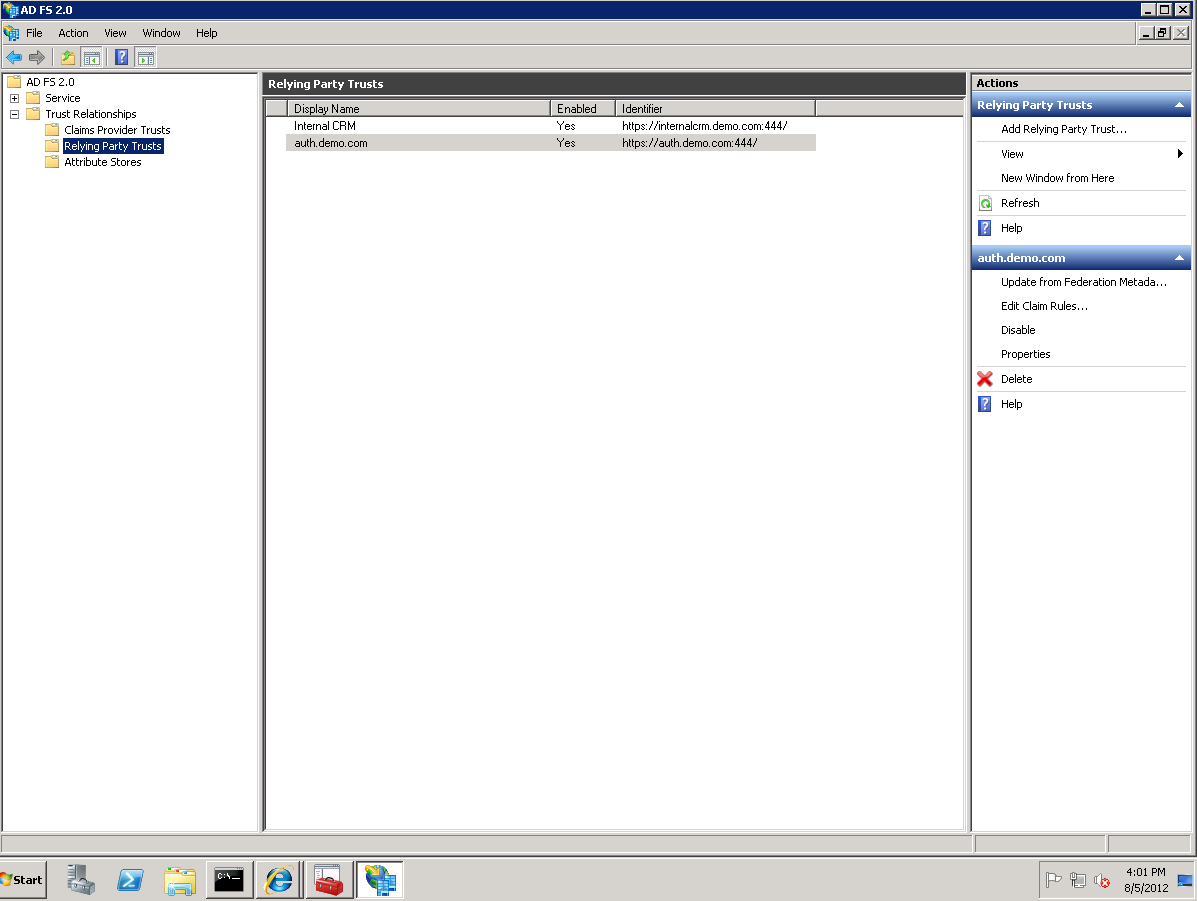 AD FS 2.0
File Action View Window Help
AD FS 2.0
Service
Trust Relationships
Claims Provider Trusts
Relying Party Trusts
Attribute Stores
Relying Party Trusts
Display Name Enabled Identifier
Internal CRM Yes https://internalcrm.demo.com:444/
auth.demo.com Yes https://auth.demo.com:444/
Actions
Relying Party Trusts
Add Relying Party Trust...
View
New Window from Here
Refresh
Help
auth.demo.com
Update from Federation Metada...
Edit Claim Rules...
Disable
Properties
Delete
Help
Start
C:\_
4:01 PM
8/5/2012